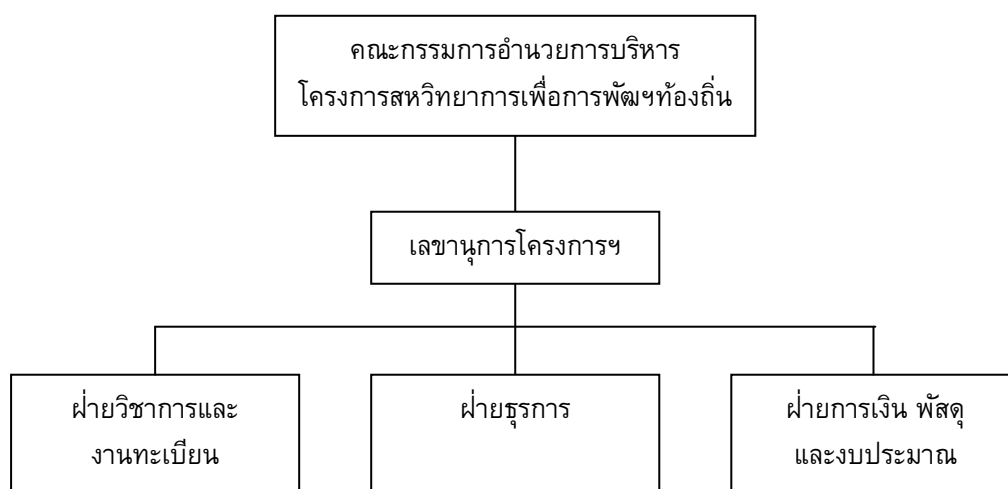 คณะกรรมการอำนวยการบริหาร
โครงการสหวิทยาการเพื่อการพัฒฯท้องถิ่น
เลขานุการโครงการฯ
ฝ่ายวิชาการและ
งานทะเบียน
ฝ่ายธุรการ
ฝ่ายการเงิน พัสดุ
และงบประมาณ